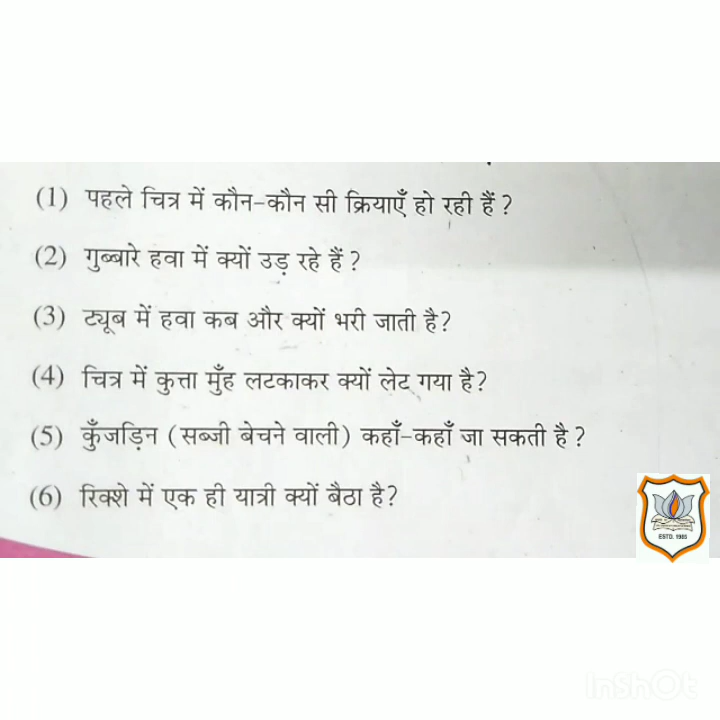 (1) पहले चित्र में कौन-कौन सी क्रियाएँ हो रही हैं ?
(2) गुब्बारे हवा में क्यों उड़ रहे हैं ?
(3) ट्यूब में हवा कब और क्यों भरी जाती है?
(4) चित्र में कुत्ता मुँह लटकाकर क्यों लेट गया है?
(5) कुँजड़िन (सब्जी बेचने वाली) कहाँ-कहाँ जा सकती है ?
(6) रिक्शे में एक ही यात्री क्यों बैठा है?
ESTD. 1985
InShOt